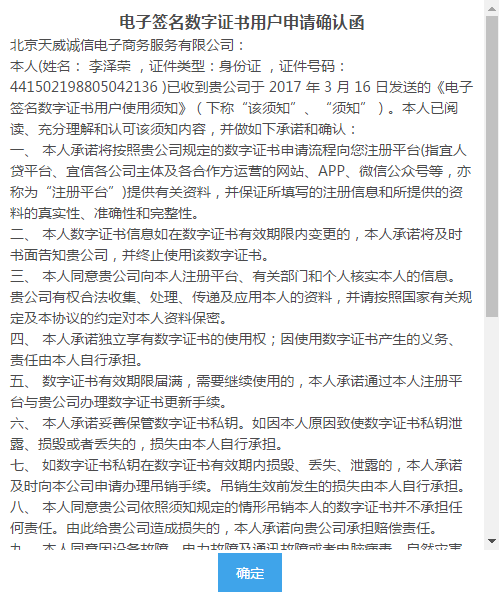 电子签名数字证书用户申请确认函
北京天威诚信电子商务服务有限公司：
本人(姓名： 李泽荣 ，证件类型：身份证 ，证件号码：
441502198805042136 )已收到贵公司于 2017 年 3 月 16 日发送的《电子
签名数字证书用户使用须知》（ 下称“该须知”、“须知” ）。本人已阅
读、充分理解和认可该须知内容，并做如下承诺和确认：
一、 本人承诺将按照贵公司规定的数字证书申请流程向您注册平台(指宜人
贷平台、宜信各公司主体及各合作方运营的网站、APP、微信公众号等，亦
称为“注册平台”)提供有关资料，并保证所填写的注册信息和所提供的资
料的真实性、准确性和完整性。
二、 本人数字证书信息如在数字证书有效期限内变更的，本人承诺将及时
书面告知贵公司，并终止使用该数字证书。
三、 本人同意贵公司向本人注册平台、有关部门和个人核实本人的信息。
贵公司有权合法收集、处理、传递及应用本人的资料，并请按照国家有关规
定及本协议的约定对本人资料保密。
四、 本人承诺独立享有数字证书的使用权；因使用数字证书产生的义务、
责任由本人自行承担。
五、 数字证书有效期限届满，需要继续使用的，本人承诺通过本人注册平
台与贵公司办理数字证书更新手续。
六、 本人承诺妥善保管数字证书私钥。如因本人原因致使数字证书私钥泄
露、损毁或者丢失的，损失由本人自行承担。
七、 如数字证书私钥在数字证书有效期内损毁、丢失、泄露的，本人承诺
及时向本公司申请办理吊销手续。吊销生效前发生的损失由本人自行承担。
八、 本人同意贵公司依照须知规定的情形吊销本人的数字证书并不承担任
何责任。由此给贵公司造成损失的，本人承诺向贵公司承担赔偿责任。
九、 本人同意因设备故障、电力故障及通讯故障或者电脑病毒、自然灾害
确定